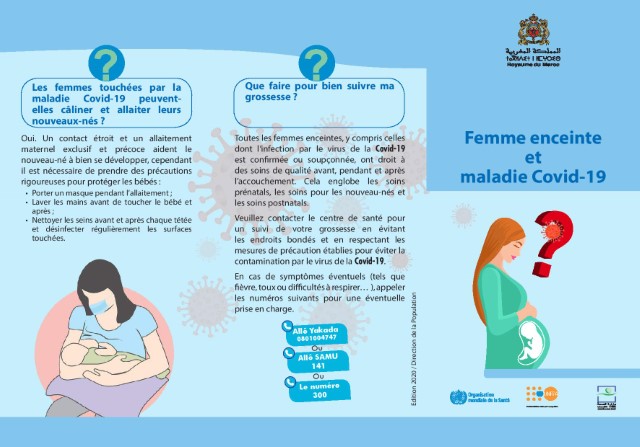 ?
Les femmes touchées par la
maladie Covid-19 peuvent-
elles câliner et allaiter leurs
nouveaux-nés ?
Oui. Un contact étroit et un allaitement
maternel exclusif et précoce aident le
nouveau-né à bien se développer, cependant
il est nécessaire de prendre des précautions
rigoureuses pour protéger les bébés :
• Porter un masque pendant l'allaitement ;
• Laver les mains avant de toucher le bébé et
après ;
• Nettoyer les seins avant et après chaque tétée
et désinfecter régulièrement les surfaces
touchées.
?
Que faire pour bien suivre ma
grossesse ?
Toutes les femmes enceintes, y compris celles
dont l'infection par le virus de la Covid-19
est confirmée ou soupçonnée, ont droit à
des soins de qualité avant, pendant et après
l'accouchement. Cela englobe les soins
prénatals, les soins pour les nouveau-nés et
les soins postnatals.
Veuillez contacter le centre de santé pour
un suivi de votre grossesse en évitant
les endroits bondés et en respectant les
mesures de précaution établies pour éviter la
contamination par le virus de la Covid-19.
En cas de symptômes éventuels (tels que
fièvre, toux ou difficultés à respirer… ), appeler
les numéros suivants pour une éventuelle
prise en charge.
Allô Yakada
0801004747
Ou
Allô SAMU
141
Ou
Le numéro
300
Edition 2020 / Direction de la Population
المملكة المغربية
Royaume du Maroc
Femme enceinte
et
maladie Covid-19
?
Organisation
mondiale de la Santé